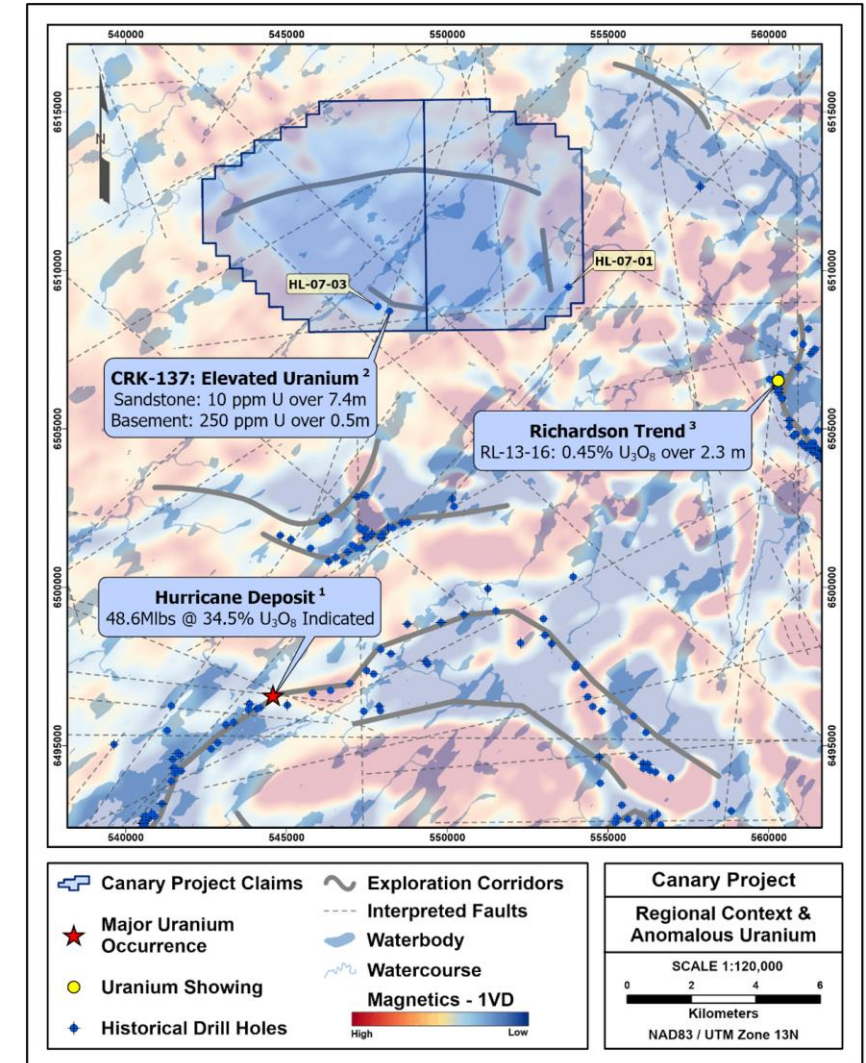 540000 545000 550000 555000 560000
6515000 6515000
N
6510000 6510000
HL-07-01
HL-07-03
CRK-137: Elevated Uranium ²
Sandstone: 10 ppm U over 7.4m
Basement: 250 ppm U over 0.5m
6505000 6505000
Richardson Trend ³
RL-13-16: 0.45% U₃O₈ over 2.3 m
6500000 6500000
Hurricane Deposit ¹
48.6Mlbs @ 34.5% U₃O₈ Indicated
6495000 6495000
540000 545000 550000 555000 560000
Canary Project Claims
Major Uranium
Occurrence
Uranium Showing
Historical Drill Holes
Exploration Corridors
Interpreted Faults
Waterbody
Watercourse
Magnetics - 1VD
High Low
Canary Project
Regional Context &
Anomalous Uranium
SCALE 1:120,000
0 2 4 6
Kilometers
NAD83 / UTM Zone 13N